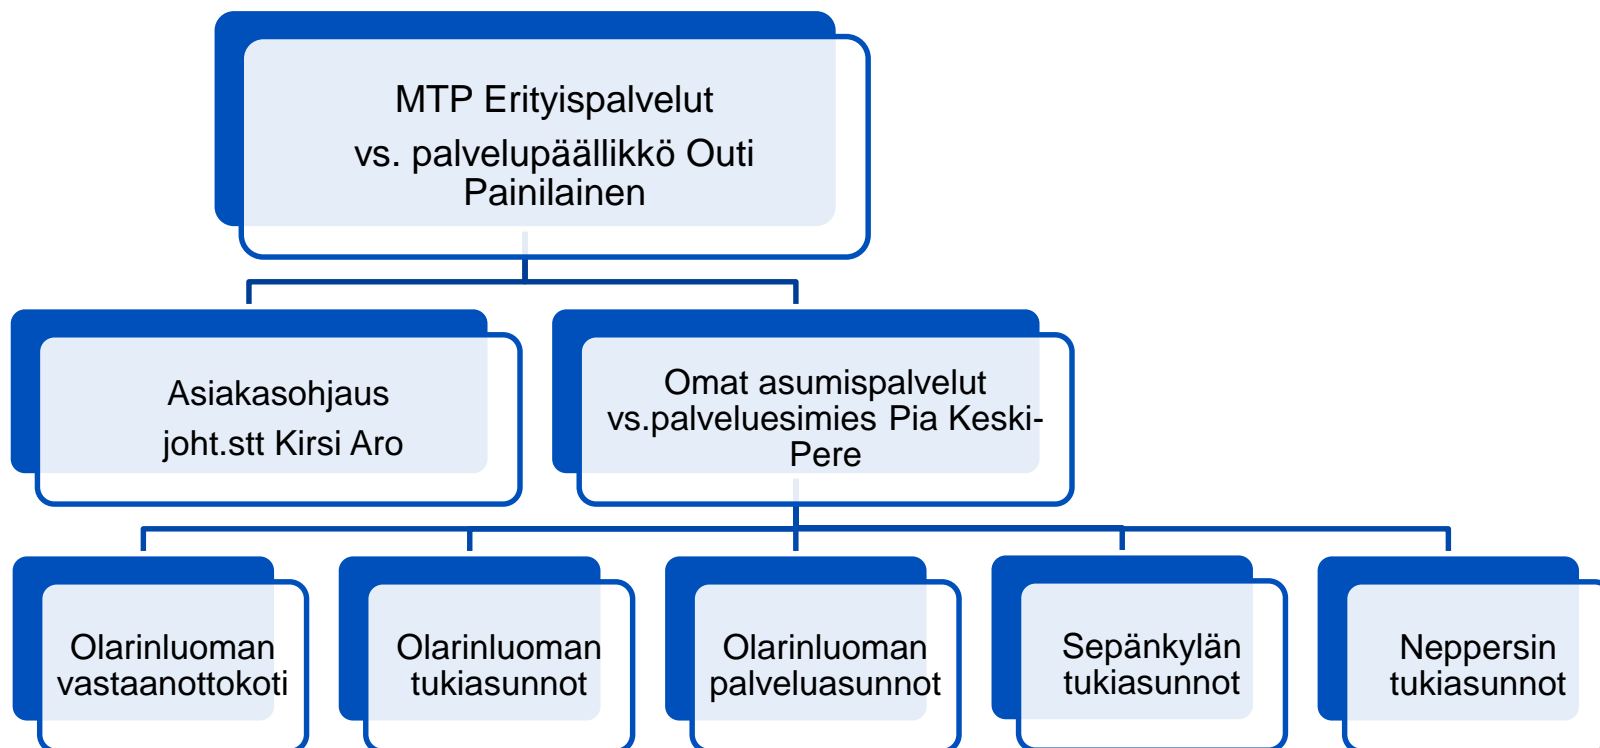 MTP Erityispalvelut
vs. palvelupäällikkö Outi
Painilainen
Asiakasohjaus
joht.stt Kirsi Aro
Omat asumispalvelut
vs.palveluesimies Pia Keski-
Pere
Olarinluoman
vastaanottokoti
Olarinluoman
tukiasunnot
Olarinluoman
palveluasunnot
Sepänkylän
tukiasunnot
Neppersin
tukiasunnot